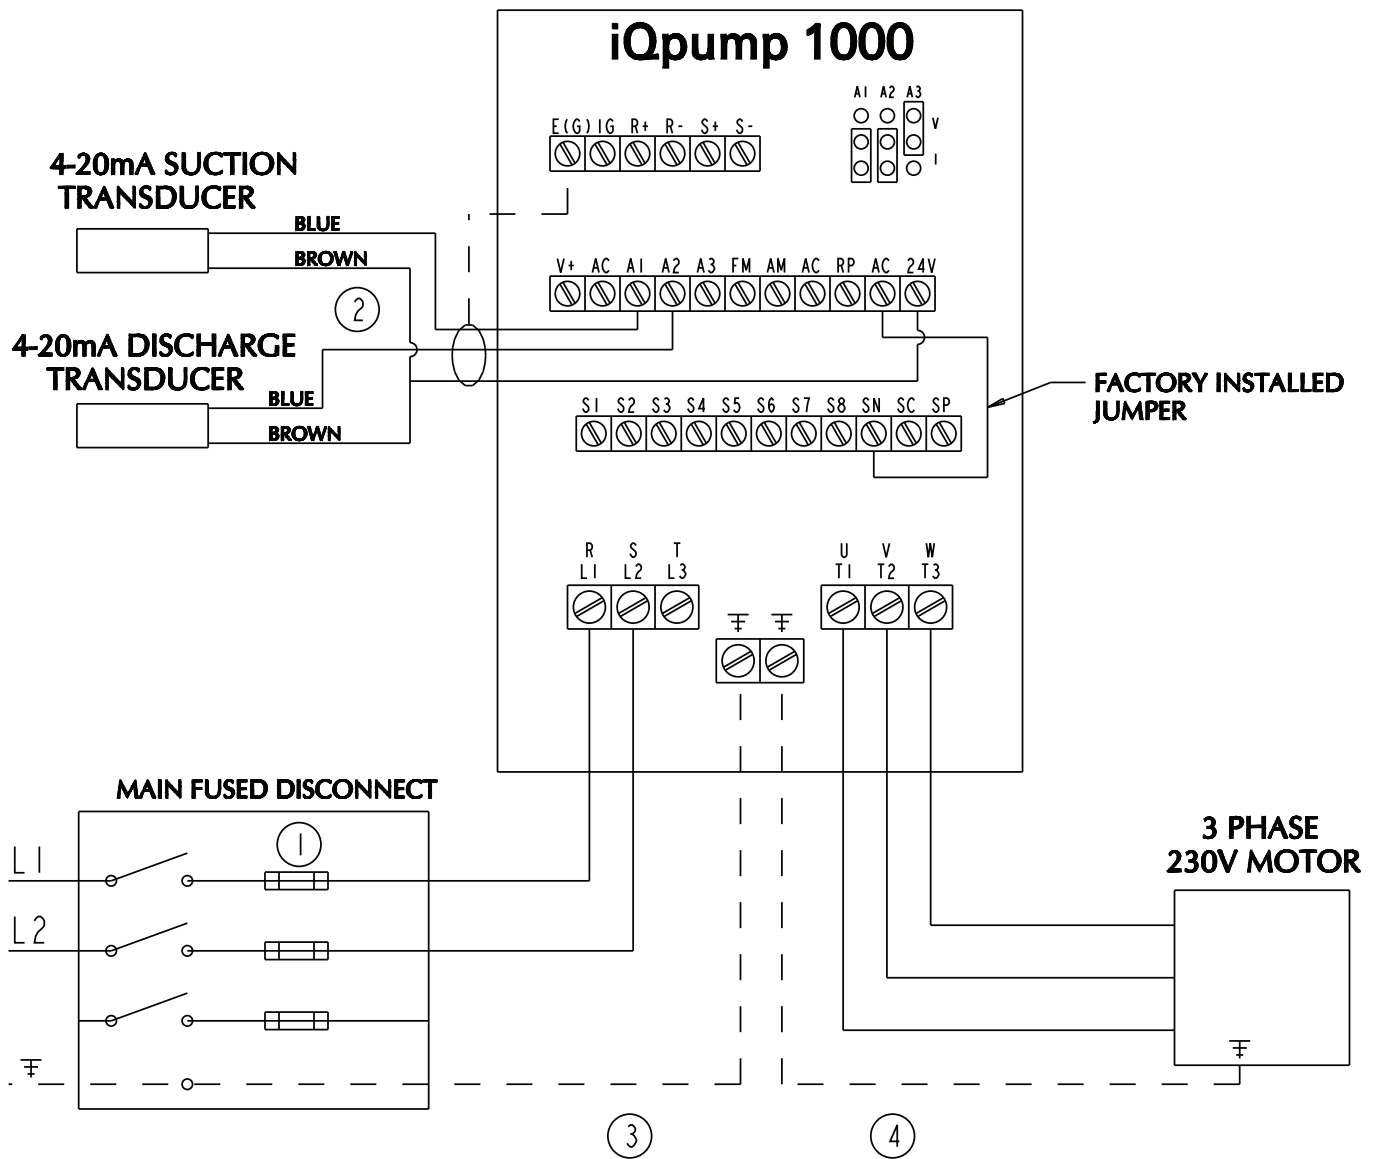 iQpump 1000
A1 A2 A3
V
I
E(G) IG R+ R- S+ S-
4-20mA SUCTION
TRANSDUCER
BLUE
BROWN
V+ AC A1 A2 A3 FM AM AC RP AC 24V
2
4-20mA DISCHARGE
TRANSDUCER
BLUE
BROWN
FACTORY INSTALLED
JUMPER
S1 S2 S3 S4 S5 S6 S7 S8 SN SC SP
R S T
L1 L2 L3
U V W
T1 T2 T3
MAIN FUSED DISCONNECT
1
L1
L2
3 PHASE
230V MOTOR
3
4